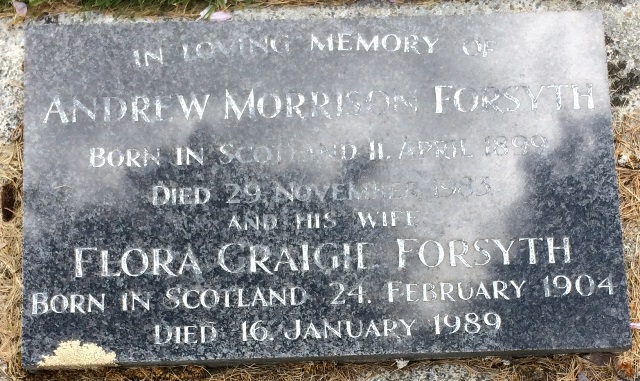 IN LOVING MEMORY OF
ANDREW MORRISON FORSYTH
BORN IN SCOTLAND 11. APRIL 1899
DIED 29. NOVEMBER 1983
AND HIS WIFE
FLORA CRAIGIE FORSYTH
BORN IN SCOTLAND 24. FEBRUARY 1904
DIED 16. JANUARY 1989